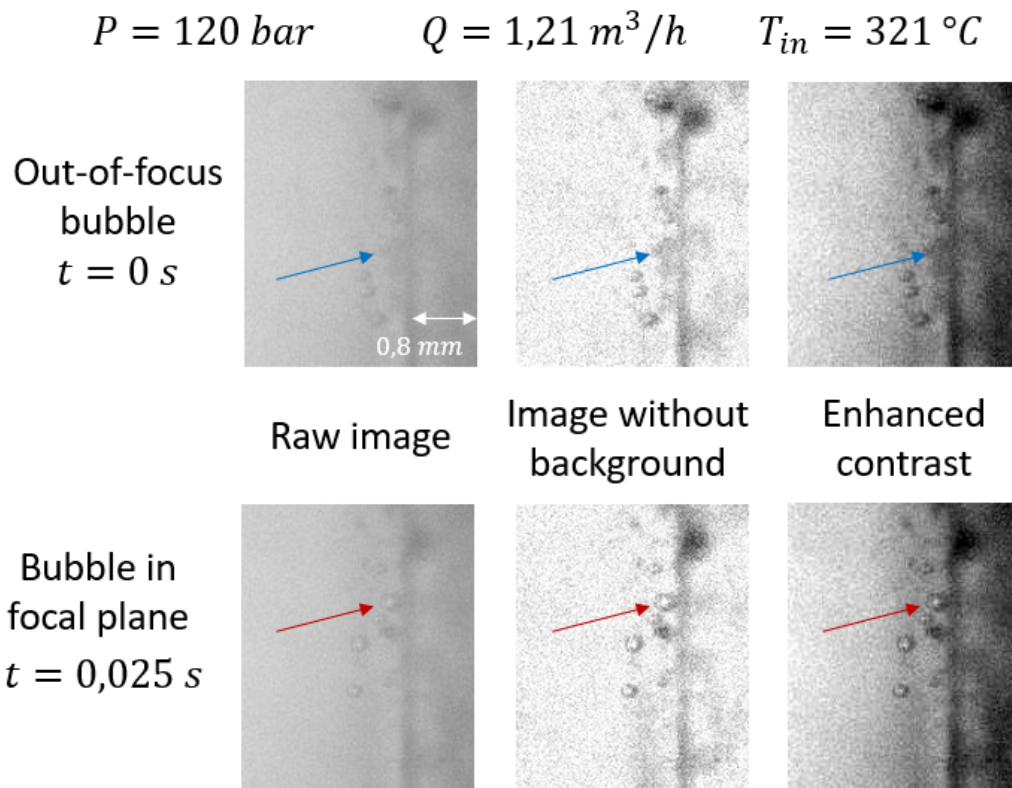 P = 120 bar Q = 1,21 m³/h T_in = 321 °C
Out-of-focus
bubble
t = 0 s
0,8 mm
Raw image
Image without
background
Enhanced
contrast
Bubble in
focal plane
t = 0,025 s